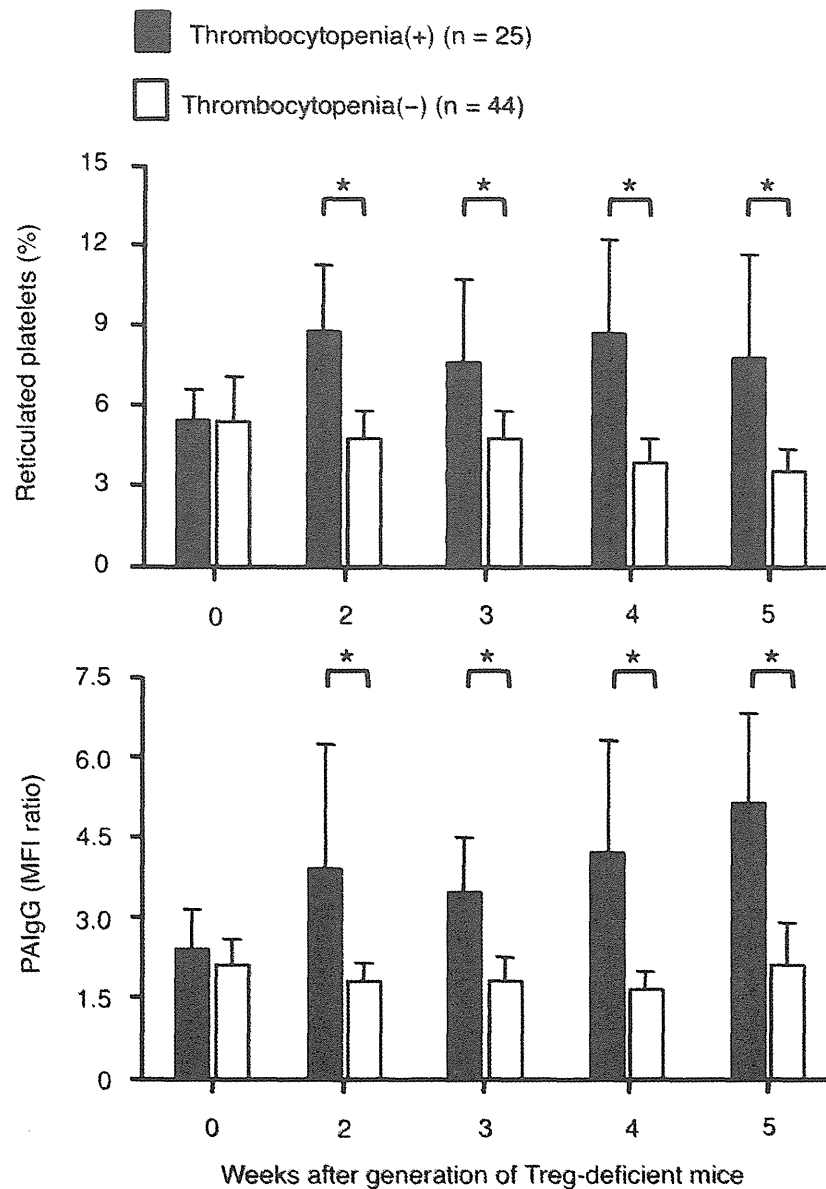 Thrombocytopenia(+) (n = 25)
Thrombocytopenia(−) (n = 44)
Reticulated platelets (%)
15
12
9
6
3
0
* * * *
0 2 3 4 5
PAIgG (MFI ratio)
7.5
6.0
4.5
3.0
1.5
0
* * * *
0 2 3 4 5
Weeks after generation of Treg-deficient mice